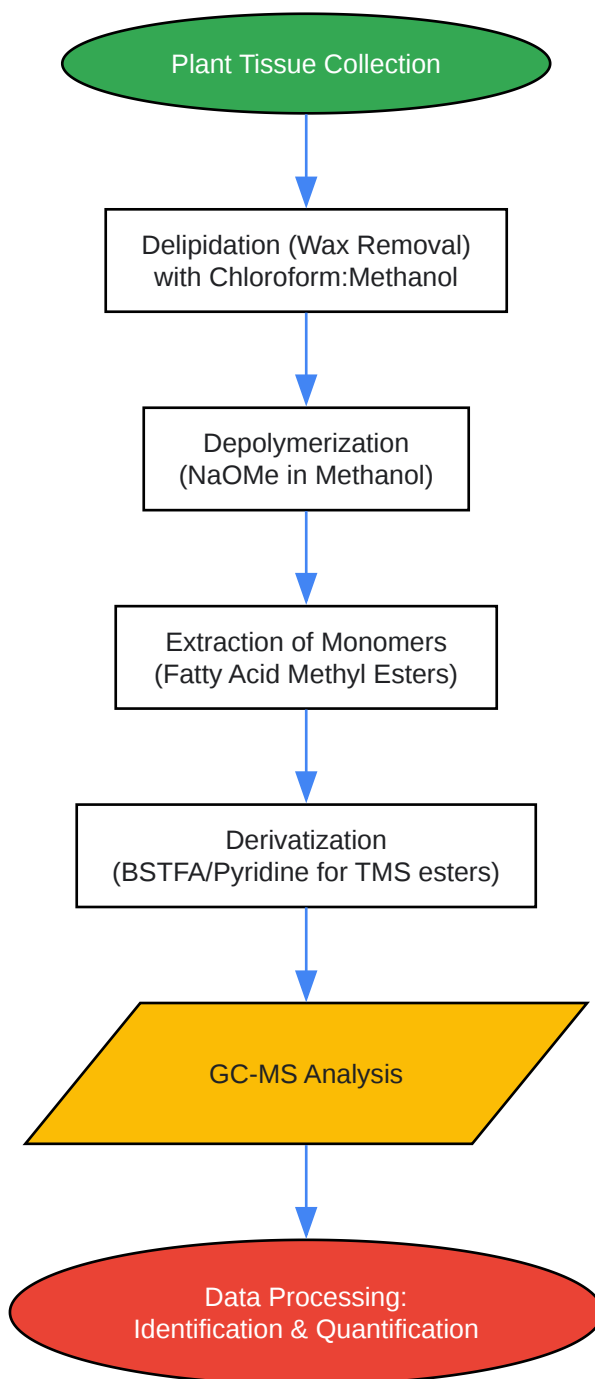 Plant Tissue Collection
Delipidation (Wax Removal)
with Chloroform:Methanol
Depolymerization
(NaOMe in Methanol)
Extraction of Monomers
(Fatty Acid Methyl Esters)
Derivatization
(BSTFA/Pyridine for TMS esters)
GC-MS Analysis
Data Processing:
Identification & Quantification